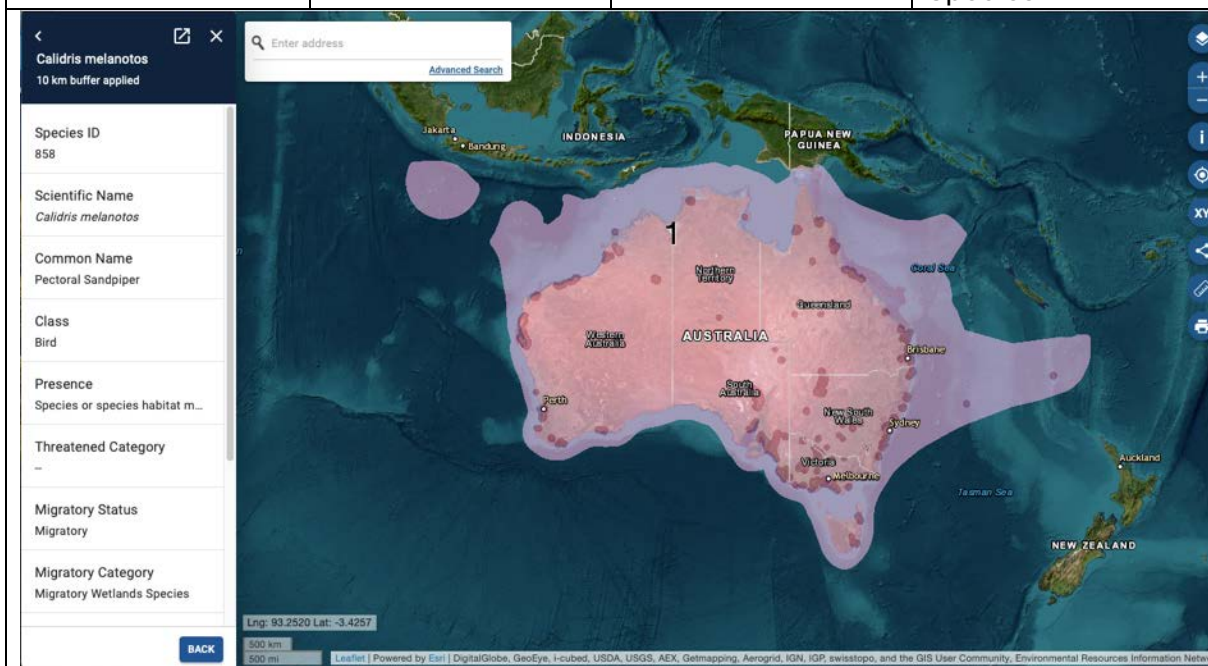 Calidris melanotos
10 km buffer applied
Species ID
858
Scientific Name
Calidris melanotos
Common Name
Pectoral Sandpiper
Class
Bird
Presence
Species or species habitat m...
Threatened Category
–
Migratory Status
Migratory
Migratory Category
Migratory Wetlands Species
BACK
Enter address
Advanced Search
Jakarta
Bandung
INDONESIA
PAPUA NEW
GUINEA
1
Northern
Territory
Coral Sea
Queensland
Western
Australia
AUSTRALIA
Brisbane
South
Australia
Perth
New South
Wales
Sydney
Victoria
Melbourne
Auckland
Tasman Sea
NEW ZEALAND
i
XY
Lng: 93.2520 Lat: -3.4257
500 km
500 mi
Leaflet | Powered by Esri | DigitalGlobe, GeoEye, i-cubed, USDA, USGS, AEX, Getmapping, Aerogrid, IGN, IGP, swisstopo, and the GIS User Community, Environmental Resources Information Netw